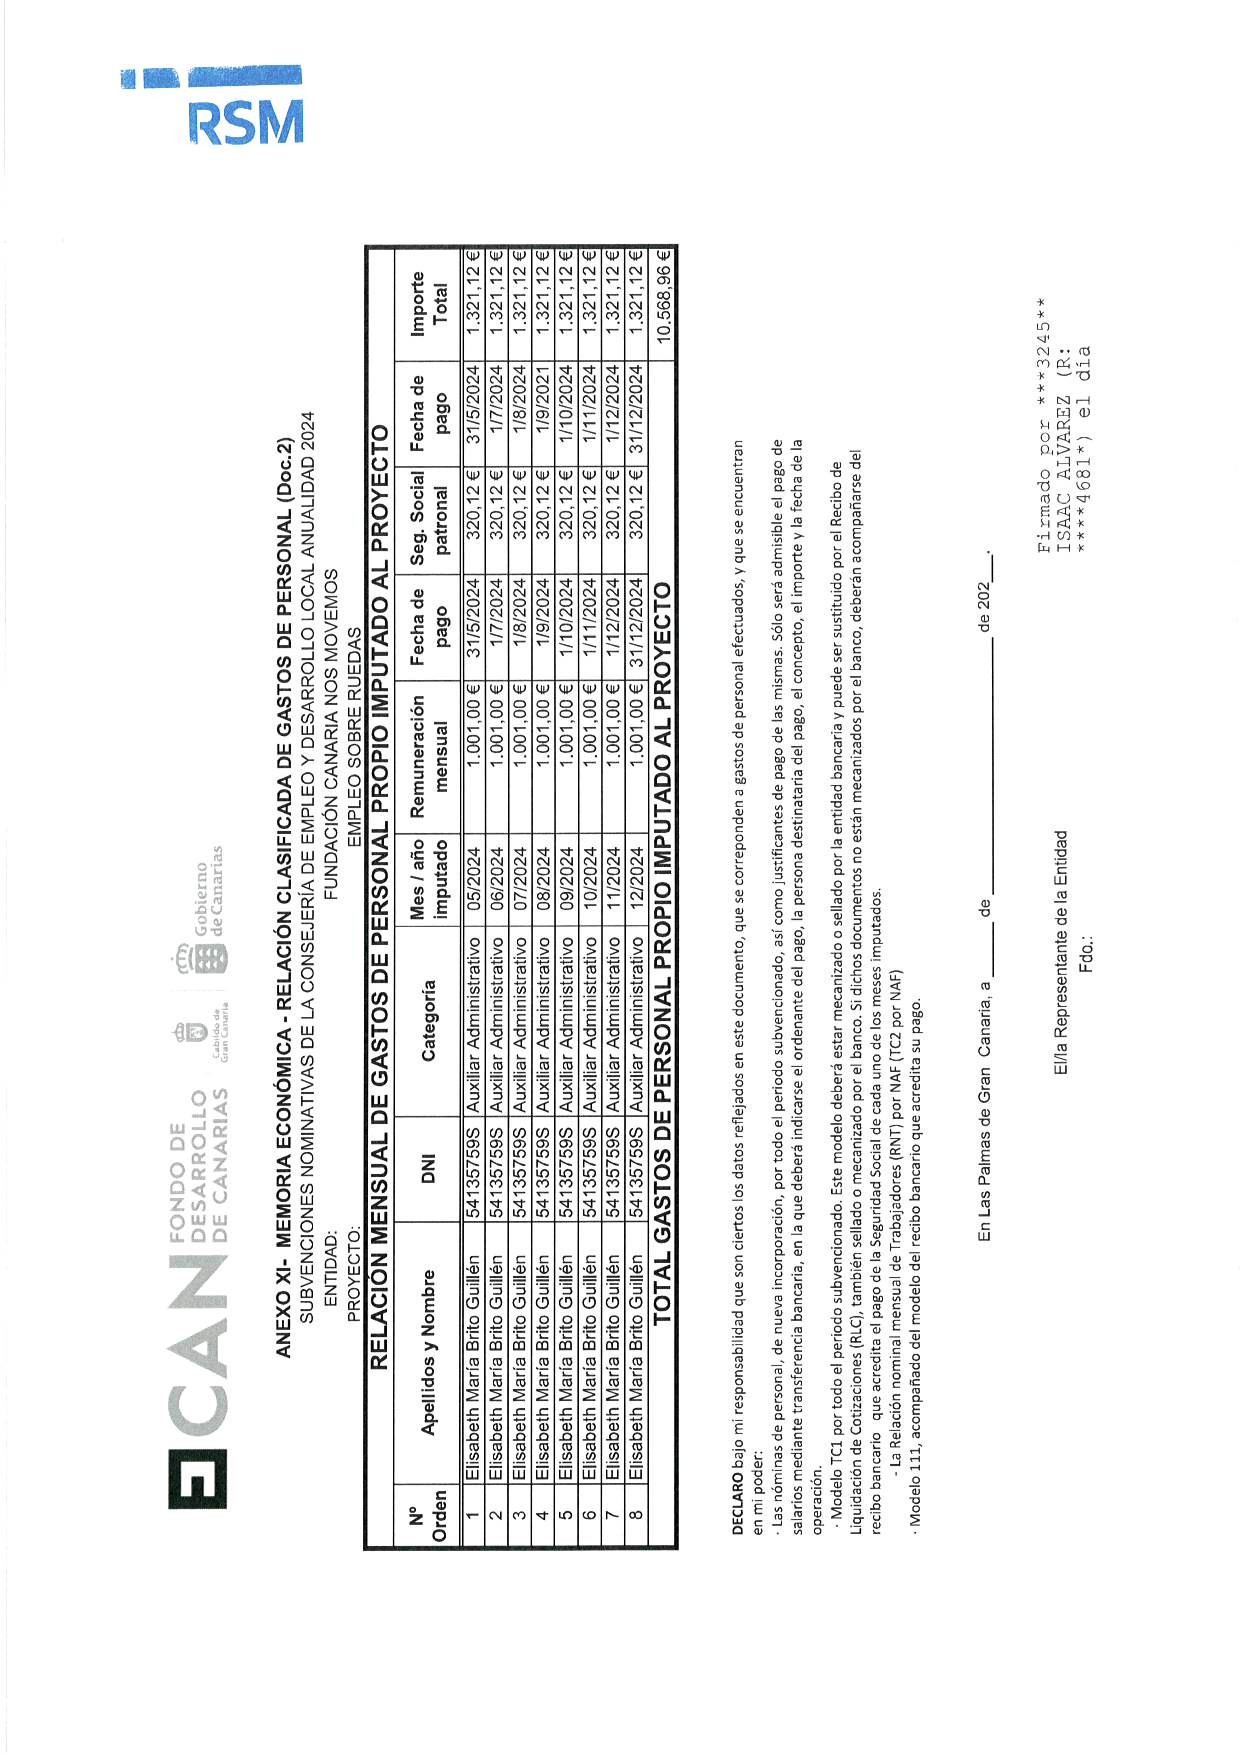 RSM
CAN
FONDO DE
DESARROLLO
DE CANARIAS
Cabildo de
Gran Canaria
Gobierno
de Canarias
ANEXO XI- MEMORIA ECONÓMICA - RELACIÓN CLASIFICADA DE GASTOS DE PERSONAL (Doc.2)
SUBVENCIONES NOMINATIVAS DE LA CONSEJERÍA DE EMPLEO Y DESARROLLO LOCAL ANUALIDAD 2024
ENTIDAD: FUNDACIÓN CANARIA NOS MOVEMOS
PROYECTO: EMPLEO SOBRE RUEDAS
RELACIÓN MENSUAL DE GASTOS DE PERSONAL PROPIO IMPUTADO AL PROYECTO
Nº Orden Apellidos y Nombre DNI Categoría Mes / año imputado Remuneración mensual Fecha de pago Seg. Social patronal Fecha de pago Importe Total
1 Elisabeth María Brito Guillén 54135759S Auxiliar Administrativo 05/2024 1.001,00 € 31/5/2024 320,12 € 31/5/2024 1.321,12 €
2 Elisabeth María Brito Guillén 54135759S Auxiliar Administrativo 06/2024 1.001,00 € 1/7/2024 320,12 € 1/7/2024 1.321,12 €
3 Elisabeth María Brito Guillén 54135759S Auxiliar Administrativo 07/2024 1.001,00 € 1/8/2024 320,12 € 1/8/2024 1.321,12 €
4 Elisabeth María Brito Guillén 54135759S Auxiliar Administrativo 08/2024 1.001,00 € 1/9/2024 320,12 € 1/9/2021 1.321,12 €
5 Elisabeth María Brito Guillén 54135759S Auxiliar Administrativo 09/2024 1.001,00 € 1/10/2024 320,12 € 1/10/2024 1.321,12 €
6 Elisabeth María Brito Guillén 54135759S Auxiliar Administrativo 10/2024 1.001,00 € 1/11/2024 320,12 € 1/11/2024 1.321,12 €
7 Elisabeth María Brito Guillén 54135759S Auxiliar Administrativo 11/2024 1.001,00 € 1/12/2024 320,12 € 1/12/2024 1.321,12 €
8 Elisabeth María Brito Guillén 54135759S Auxiliar Administrativo 12/2024 1.001,00 € 31/12/2024 320,12 € 31/12/2024 1.321,12 €
TOTAL GASTOS DE PERSONAL PROPIO IMPUTADO AL PROYECTO 10.568,96 €
DECLARO bajo mi responsabilidad que son ciertos los datos reflejados en este documento, que se correponden a gastos de personal efectuados, y que se encuentran
en mi poder:
· Las nóminas de personal, de nueva incorporación, por todo el periodo subvencionado, así como justificantes de pago de las mismas. Sólo será admisible el pago de
salarios mediante transferencia bancaria, en la que deberá indicarse el ordenante del pago, la persona destinataria del pago, el concepto, el importe y la fecha de la
operación.
· Modelo TC1 por todo el periodo subvencionado. Este modelo deberá estar mecanizado o sellado por la entidad bancaria y puede ser sustituido por el Recibo de
Liquidación de Cotizaciones (RLC), también sellado o mecanizado por el banco. Si dichos documentos no están mecanizados por el banco, deberán acompañarse del
recibo bancario que acredita el pago de la Seguridad Social de cada uno de los meses imputados.
- La Relación nominal mensual de Trabajadores (RNT) por NAF (TC2 por NAF)
· Modelo 111, acompañado del modelo del recibo bancario que acredita su pago.
En Las Palmas de Gran Canaria, a ______ de ______________________________ de 202___.
El/la Representante de la Entidad
Fdo.:
Firmado por ***3245**
ISAAC ALVAREZ (R:
****4681*) el día